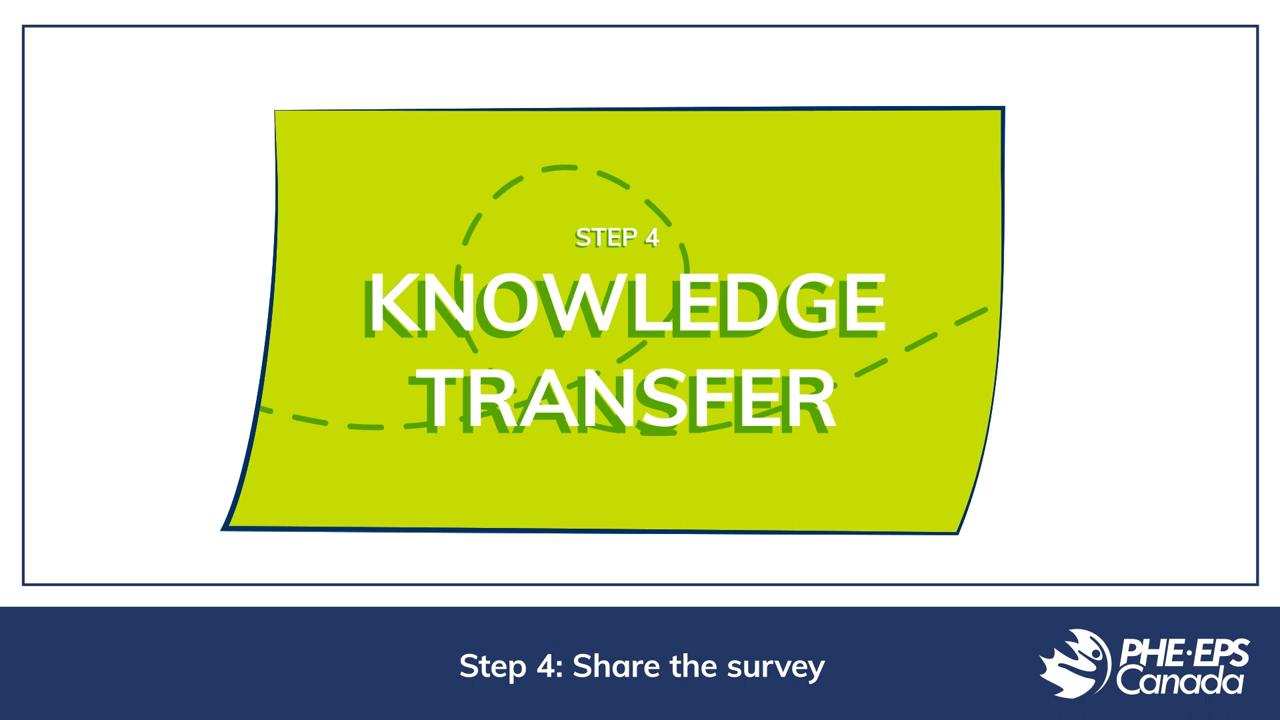 STEP 4
KNOWLEDGE
TRANSFER
Step 4: Share the survey
PHE·EPS
Canada